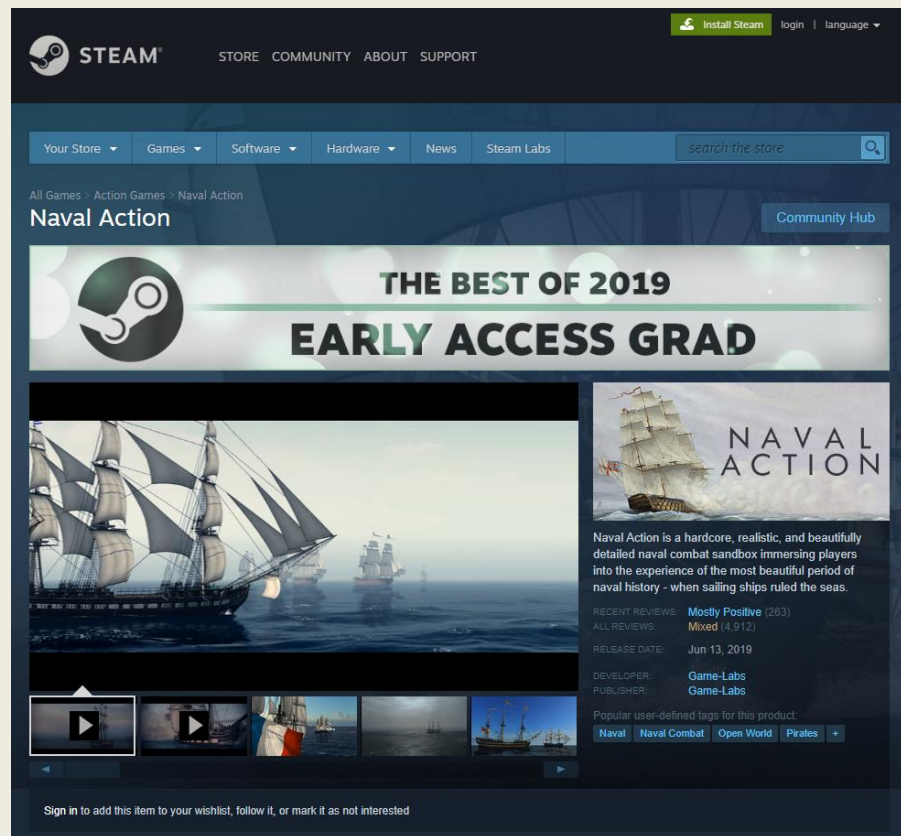 Install Steam login | language
STEAM®
STORE COMMUNITY ABOUT SUPPORT
Your Store Games Software Hardware News Steam Labs search the store
All Games > Action Games > Naval Action
Naval Action
Community Hub
THE BEST OF 2019
EARLY ACCESS GRAD
NAVAL
ACTION
Naval Action is a hardcore, realistic, and beautifully
detailed naval combat sandbox immersing players
into the experience of the most beautiful period of
naval history - when sailing ships ruled the seas.
RECENT REVIEWS: Mostly Positive (263)
ALL REVIEWS: Mixed (4,912)
RELEASE DATE: Jun 13, 2019
DEVELOPER: Game-Labs
PUBLISHER: Game-Labs
Popular user-defined tags for this product:
Naval Naval Combat Open World Pirates +
Sign in to add this item to your wishlist, follow it, or mark it as not interested